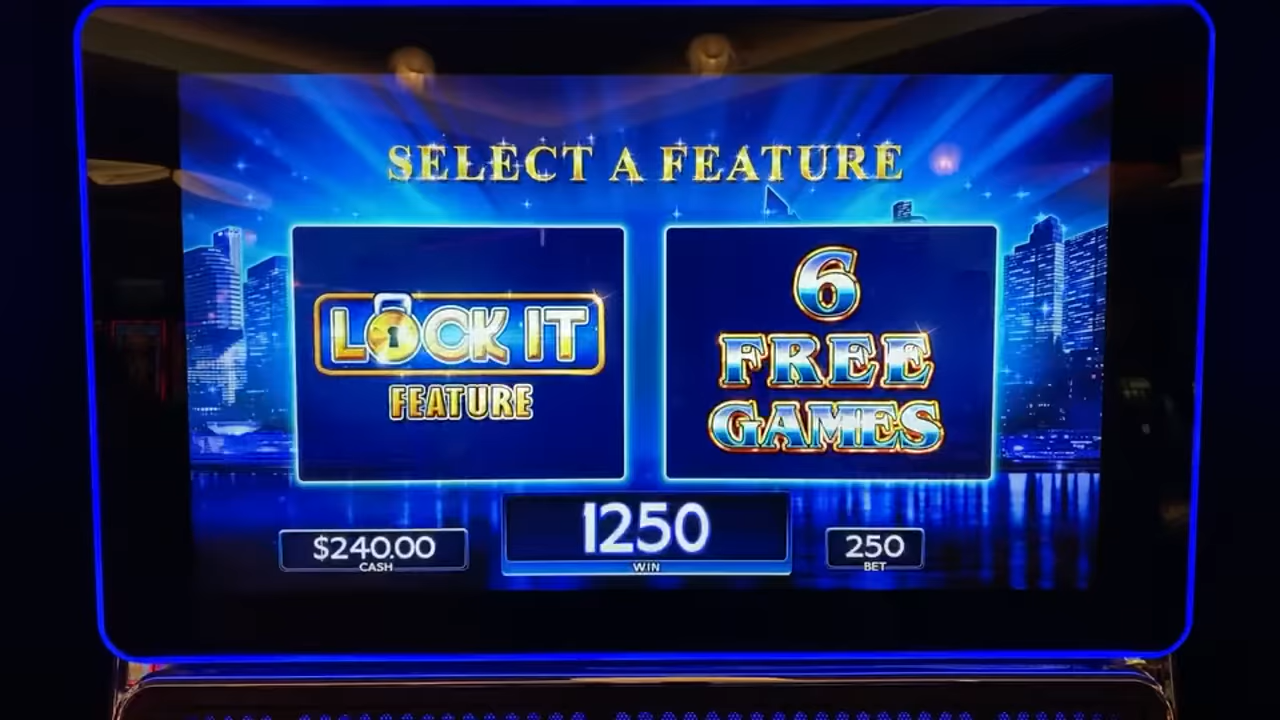 SELECT A FEATURE
LOCK IT
FEATURE
6
FREE
GAMES
$240.00
CASH
1250
WIN
250
BET